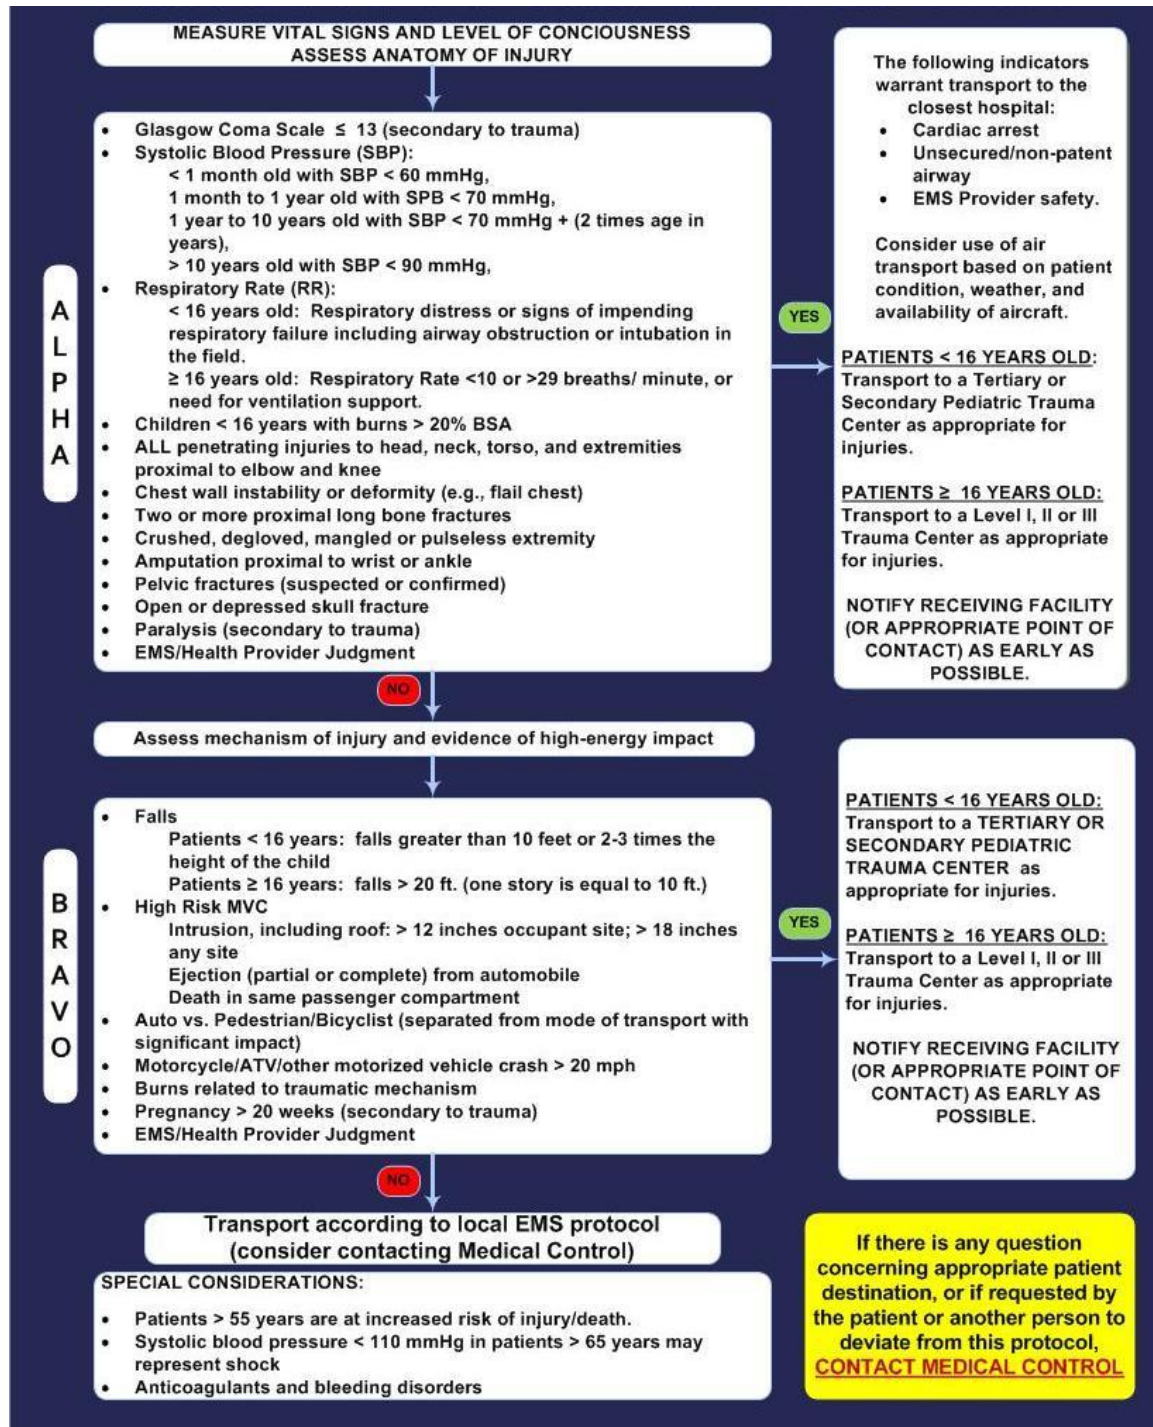 MEASURE VITAL SIGNS AND LEVEL OF CONCIOUSNESS
ASSESS ANATOMY OF INJURY
ALPHA
• Glasgow Coma Scale ≤ 13 (secondary to trauma)
• Systolic Blood Pressure (SBP):
< 1 month old with SBP < 60 mmHg,
1 month to 1 year old with SPB < 70 mmHg,
1 year to 10 years old with SBP < 70 mmHg + (2 times age in
years),
> 10 years old with SBP < 90 mmHg,
• Respiratory Rate (RR):
< 16 years old: Respiratory distress or signs of impending
respiratory failure including airway obstruction or intubation in
the field.
≥ 16 years old: Respiratory Rate <10 or >29 breaths/ minute, or
need for ventilation support.
• Children < 16 years with burns > 20% BSA
• ALL penetrating injuries to head, neck, torso, and extremities
proximal to elbow and knee
• Chest wall instability or deformity (e.g., flail chest)
• Two or more proximal long bone fractures
• Crushed, degloved, mangled or pulseless extremity
• Amputation proximal to wrist or ankle
• Pelvic fractures (suspected or confirmed)
• Open or depressed skull fracture
• Paralysis (secondary to trauma)
• EMS/Health Provider Judgment
YES
The following indicators
warrant transport to the
closest hospital:
• Cardiac arrest
• Unsecured/non-patent
airway
• EMS Provider safety.
Consider use of air
transport based on patient
condition, weather, and
availability of aircraft.
PATIENTS < 16 YEARS OLD:
Transport to a Tertiary or
Secondary Pediatric Trauma
Center as appropriate for
injuries.
PATIENTS ≥ 16 YEARS OLD:
Transport to a Level I, II or III
Trauma Center as appropriate
for injuries.
NOTIFY RECEIVING FACILITY
(OR APPROPRIATE POINT OF
CONTACT) AS EARLY AS
POSSIBLE.
NO
Assess mechanism of injury and evidence of high-energy impact
BRAVO
• Falls
Patients < 16 years: falls greater than 10 feet or 2-3 times the
height of the child
Patients ≥ 16 years: falls > 20 ft. (one story is equal to 10 ft.)
• High Risk MVC
Intrusion, including roof: > 12 inches occupant site; > 18 inches
any site
Ejection (partial or complete) from automobile
Death in same passenger compartment
• Auto vs. Pedestrian/Bicyclist (separated from mode of transport with
significant impact)
• Motorcycle/ATV/other motorized vehicle crash > 20 mph
• Burns related to traumatic mechanism
• Pregnancy > 20 weeks (secondary to trauma)
• EMS/Health Provider Judgment
YES
PATIENTS < 16 YEARS OLD:
Transport to a TERTIARY OR
SECONDARY PEDIATRIC
TRAUMA CENTER as
appropriate for injuries.
PATIENTS ≥ 16 YEARS OLD:
Transport to a Level I, II or III
Trauma Center as appropriate
for injuries.
NOTIFY RECEIVING FACILITY
(OR APPROPRIATE POINT OF
CONTACT) AS EARLY AS
POSSIBLE.
NO
Transport according to local EMS protocol
(consider contacting Medical Control)
SPECIAL CONSIDERATIONS:
• Patients > 55 years are at increased risk of injury/death.
• Systolic blood pressure < 110 mmHg in patients > 65 years may
represent shock
• Anticoagulants and bleeding disorders
If there is any question
concerning appropriate patient
destination, or if requested by
the patient or another person to
deviate from this protocol,
CONTACT MEDICAL CONTROL